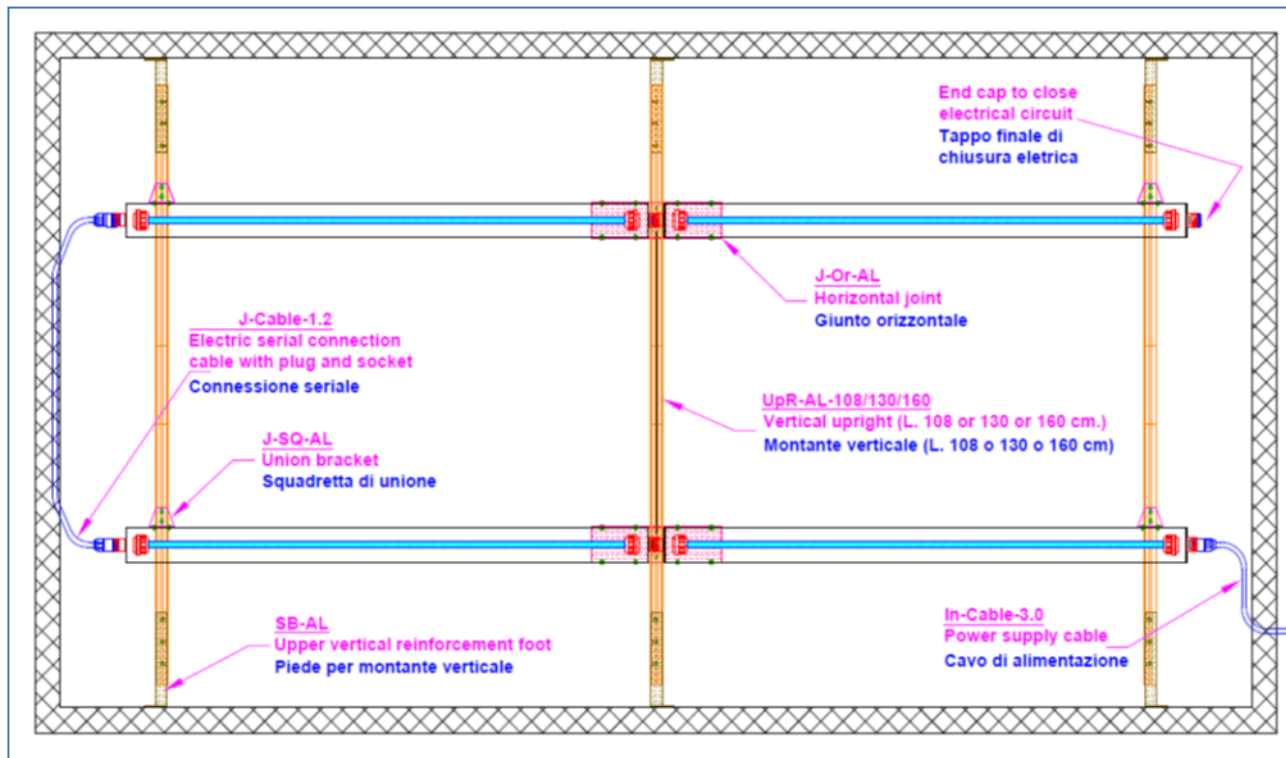 End cap to close
electrical circuit
Tappo finale di
chiusura eletrica
J-Or-AL
Horizontal joint
Giunto orizzontale
J-Cable-1.2
Electric serial connection
cable with plug and socket
Connessione seriale
UpR-AL-108/130/160
Vertical upright (L. 108 or 130 or 160 cm.)
Montante verticale (L. 108 o 130 o 160 cm)
J-SQ-AL
Union bracket
Squadretta di unione
SB-AL
Upper vertical reinforcement foot
Piede per montante verticale
In-Cable-3.0
Power supply cable
Cavo di alimentazione